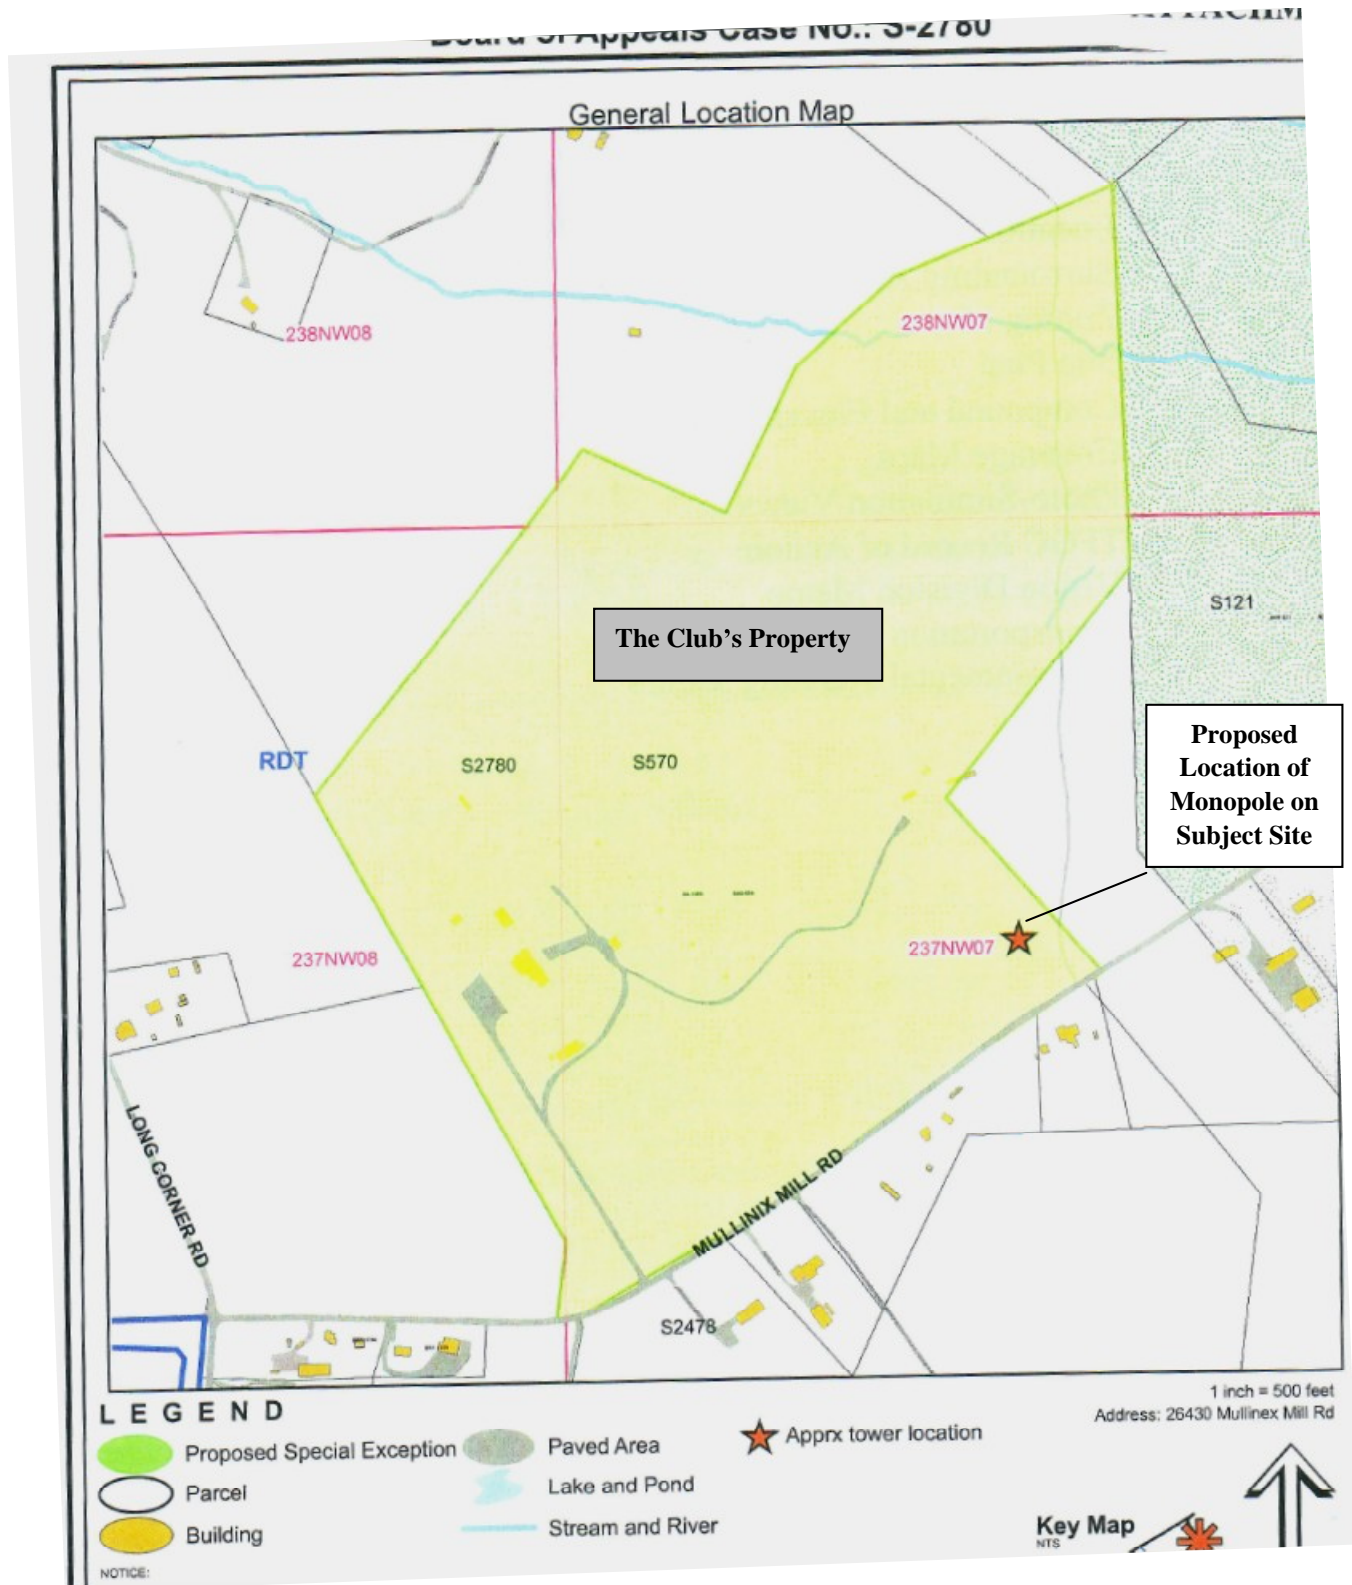 Board of Appeals Case No.: S-2780
General Location Map
238NW08
238NW07
S121
The Club's Property
Proposed
Location of
Monopole on
Subject Site
RDT
S2780
S570
237NW08
237NW07
LONG CORNER RD
MULLINIX MILL RD
S2478
1 inch = 500 feet
Address: 26430 Mullinex Mill Rd
LEGEND
Proposed Special Exception
Paved Area
Apprx tower location
Parcel
Lake and Pond
Building
Stream and River
Key Map
NTS
NOTICE: